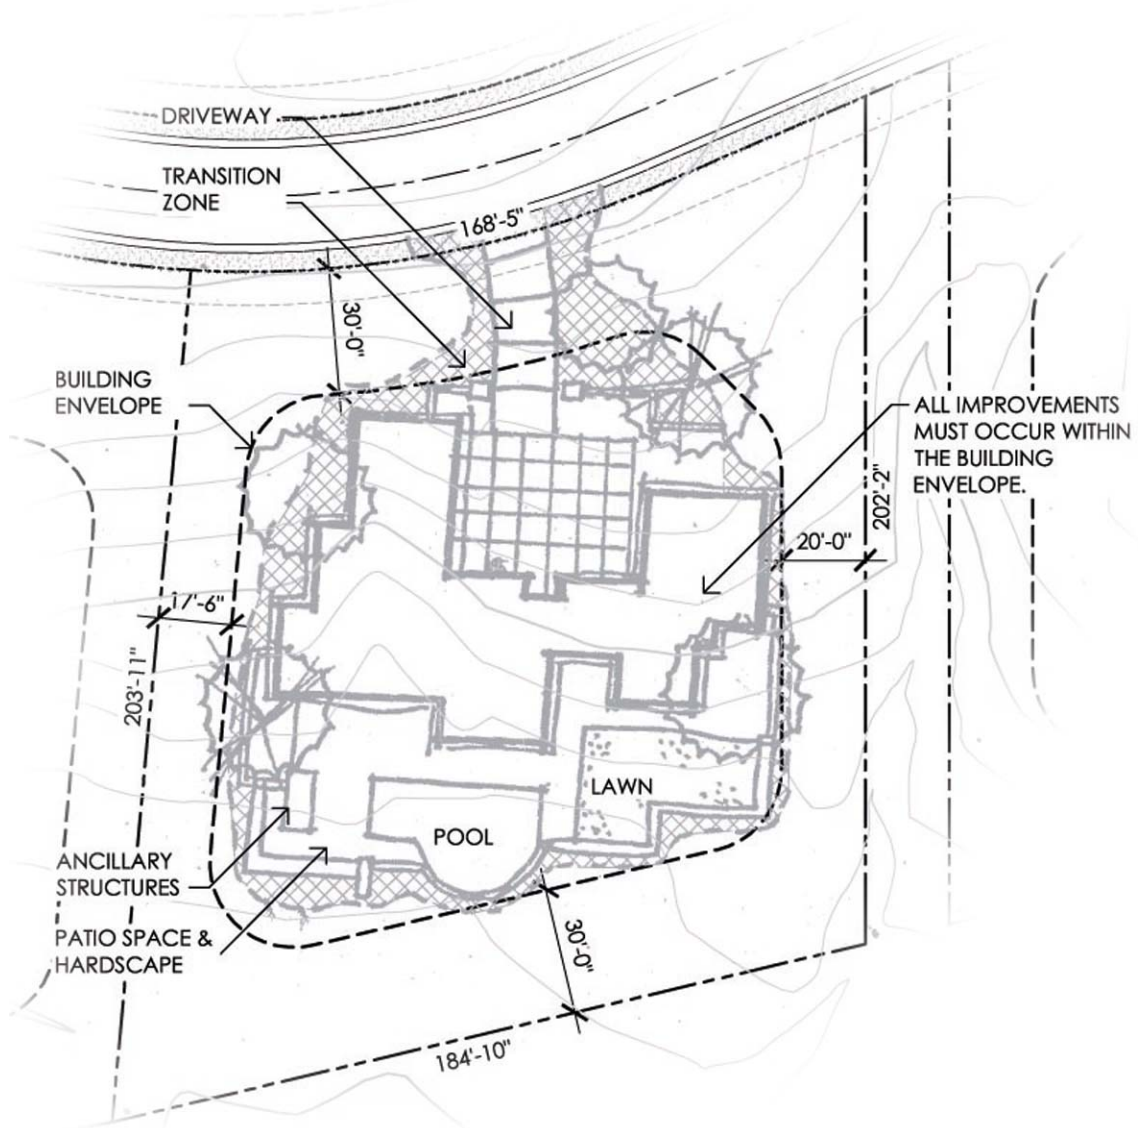 DRIVEWAY
TRANSITION
ZONE
168'-5"
30'-0"
BUILDING
ENVELOPE
ALL IMPROVEMENTS
MUST OCCUR WITHIN
THE BUILDING
ENVELOPE.
202'-2"
20'-0"
17'-6"
203'-11"
LAWN
POOL
ANCILLARY
STRUCTURES
PATIO SPACE &
HARDSCAPE
30'-0"
184'-10"